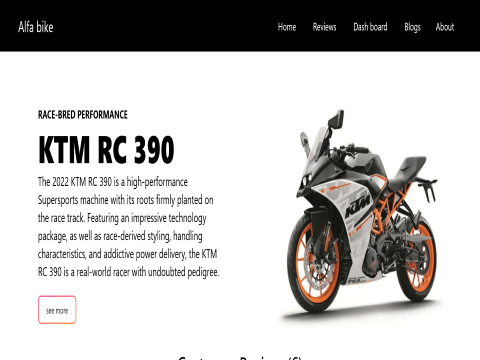 Alfa bike
Home Reviews Dash board Blogs About
RACE-BRED PERFORMANCE
KTM RC 390
The 2022 KTM RC 390 is a high-performance
Supersports machine with its roots firmly planted on
the race track. Featuring an impressive technology
package, as well as race-derived styling, handling
characteristics, and addictive power delivery, the KTM
RC 390 is a real-world racer with undoubted pedigree.
see more
KTM
RC